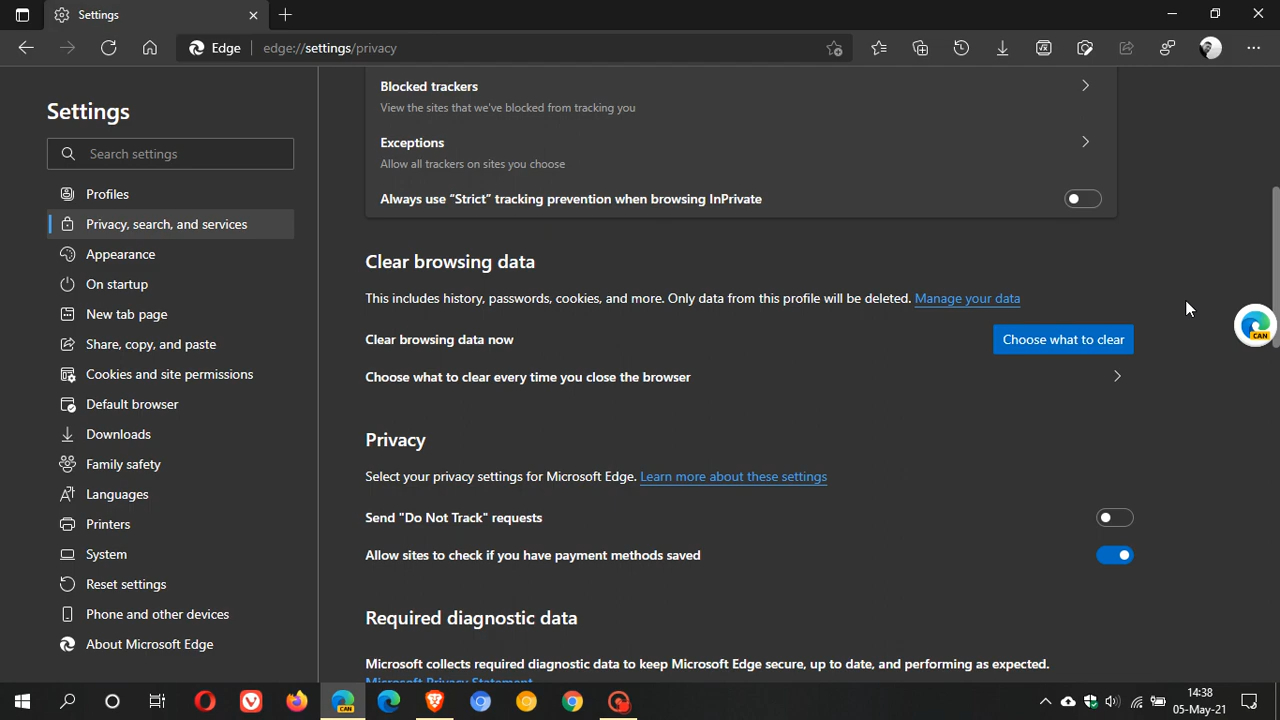 Settings
Edge
edge://settings/privacy
Settings
Search settings
Profiles
Privacy, search, and services
Appearance
On startup
New tab page
Share, copy, and paste
Cookies and site permissions
Default browser
Downloads
Family safety
Languages
Printers
System
Reset settings
Phone and other devices
About Microsoft Edge
Blocked trackers
View the sites that we've blocked from tracking you
Exceptions
Allow all trackers on sites you choose
Always use “Strict” tracking prevention when browsing InPrivate
Clear browsing data
This includes history, passwords, cookies, and more. Only data from this profile will be deleted. Manage your data
Clear browsing data now
Choose what to clear
Choose what to clear every time you close the browser
Privacy
Select your privacy settings for Microsoft Edge. Learn more about these settings
Send "Do Not Track" requests
Allow sites to check if you have payment methods saved
Required diagnostic data
Microsoft collects required diagnostic data to keep Microsoft Edge secure, up to date, and performing as expected.
Microsoft Privacy Statement
CAN
CAN
14:38
05-May-21